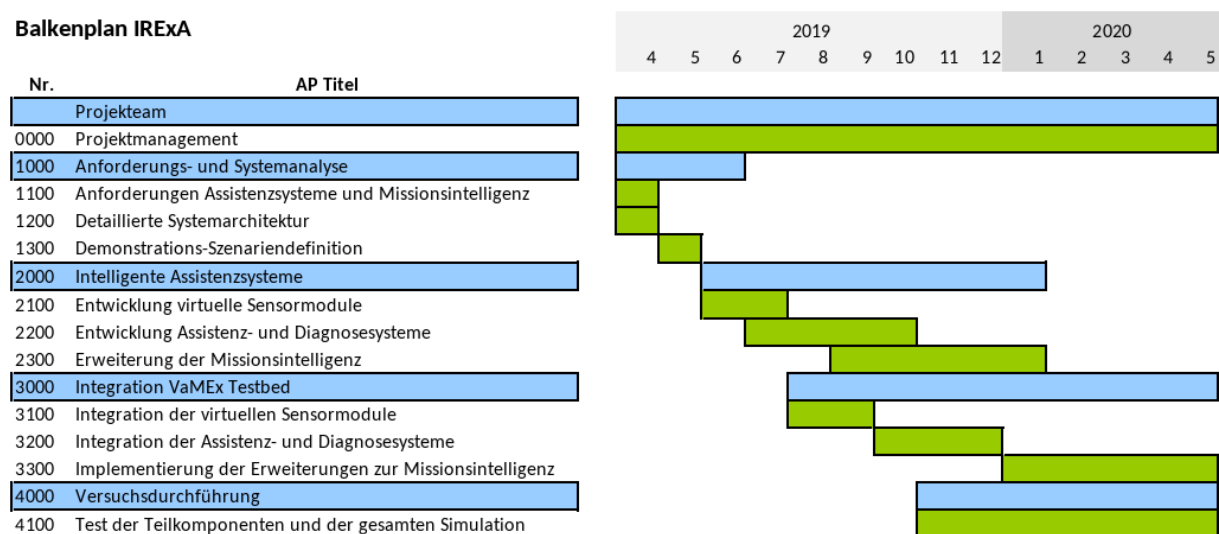 Balkenplan IRExA
2019 2020
4 5 6 7 8 9 10 11 12 1 2 3 4 5
Nr. AP Titel
Projekteam
0000 Projektmanagement
1000 Anforderungs- und Systemanalyse
1100 Anforderungen Assistenzsysteme und Missionsintelligenz
1200 Detaillierte Systemarchitektur
1300 Demonstrations-Szenariendefinition
2000 Intelligente Assistenzsysteme
2100 Entwicklung virtuelle Sensormodule
2200 Entwicklung Assistenz- und Diagnosesysteme
2300 Erweiterung der Missionsintelligenz
3000 Integration VaMEx Testbed
3100 Integration der virtuellen Sensormodule
3200 Integration der Assistenz- und Diagnosesysteme
3300 Implementierung der Erweiterungen zur Missionsintelligenz
4000 Versuchsdurchführung
4100 Test der Teilkomponenten und der gesamten Simulation